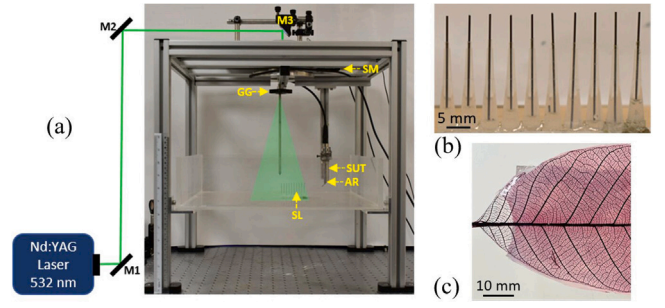 (a)
M2
M3
SM
GG
SUT
AR
SL
Nd:YAG
Laser
532 nm
M1
5 mm
(b)
10 mm
(c)